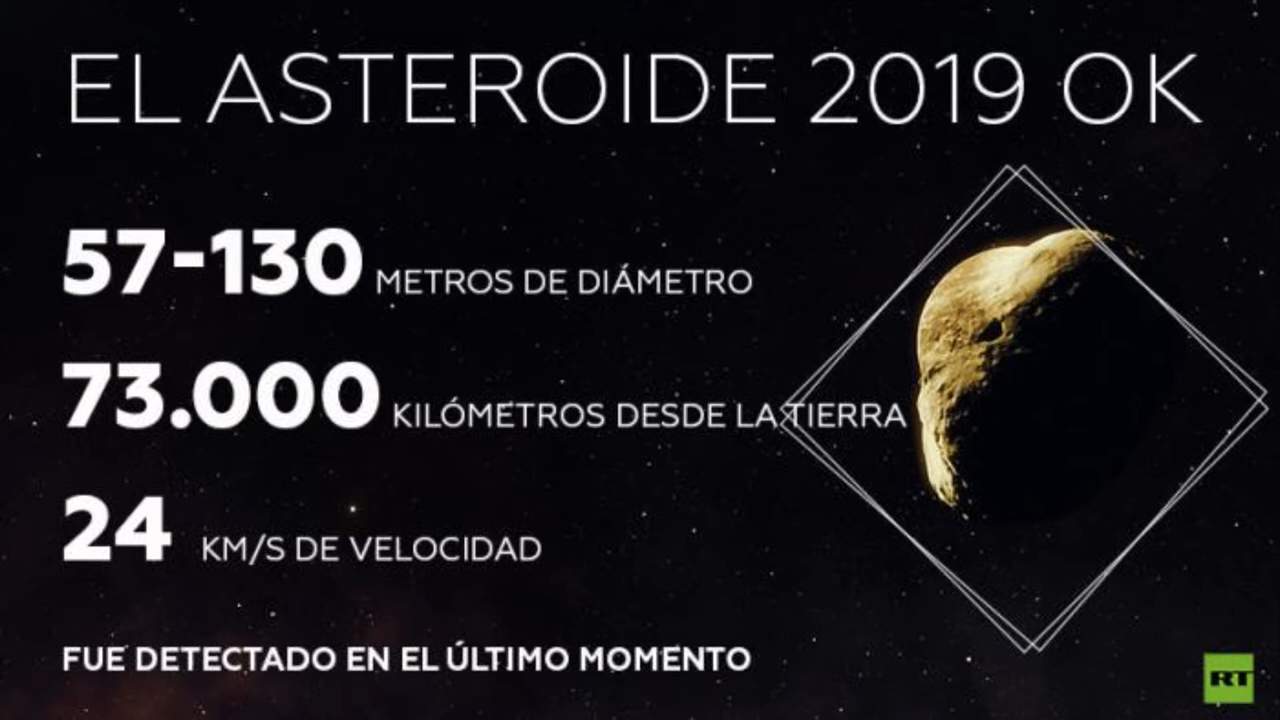 EL ASTEROIDE 2019 OK
57-130 METROS DE DIÁMETRO
73.000 KILÓMETROS DESDE LA TIERRA
24 KM/S DE VELOCIDAD
FUE DETECTADO EN EL ÚLTIMO MOMENTO
RT